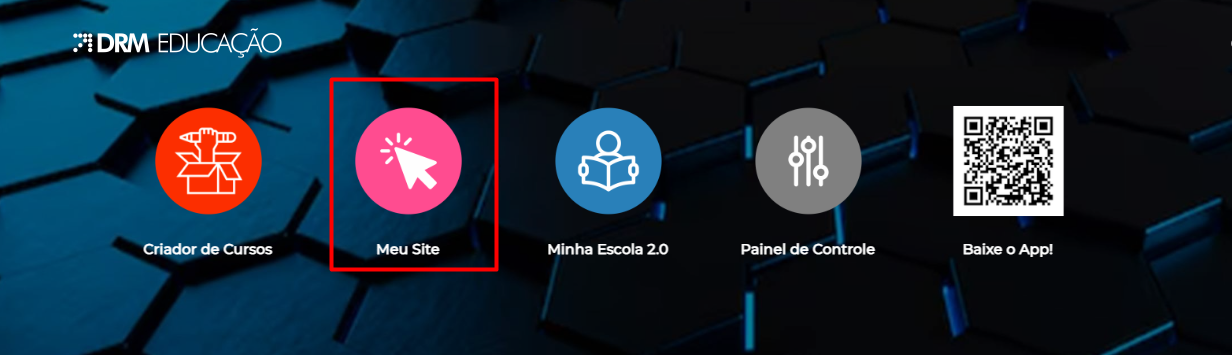 DRM EDUCAÇÃO
Criador de Cursos
Meu Site
Minha Escola 2.0
Painel de Controle
Baixe o App!